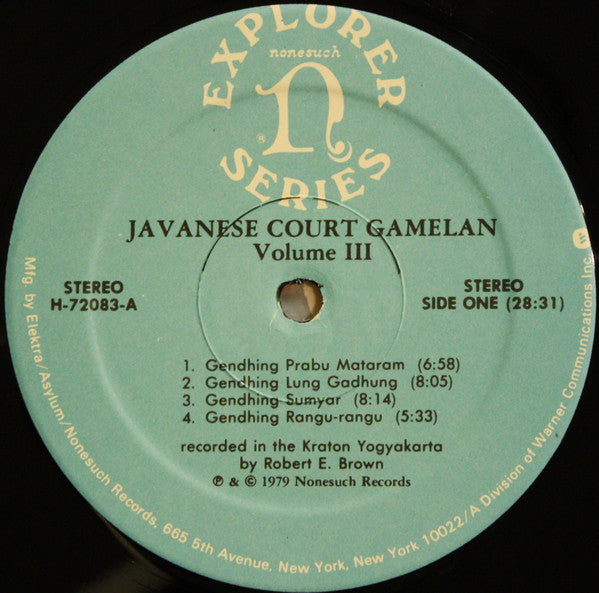 EXPLORER
nonesuch
n
®
SERIES
JAVANESE COURT GAMELAN
Volume III
STEREO
H-72083-A
STEREO
SIDE ONE (28:31)
1. Gendhing Prabu Mataram (6:58)
2. Gendhing Lung Gadhung (8:05)
3. Gendhing Sumyar (8:14)
4. Gendhing Rangu-rangu (5:33)
recorded in the Kraton Yogyakarta
by Robert E. Brown
℗ & © 1979 Nonesuch Records
Mfg. by Elektra/Asylum/Nonesuch Records, 665 5th Avenue, New York, New York 10022/A Division of Warner Communications Inc.